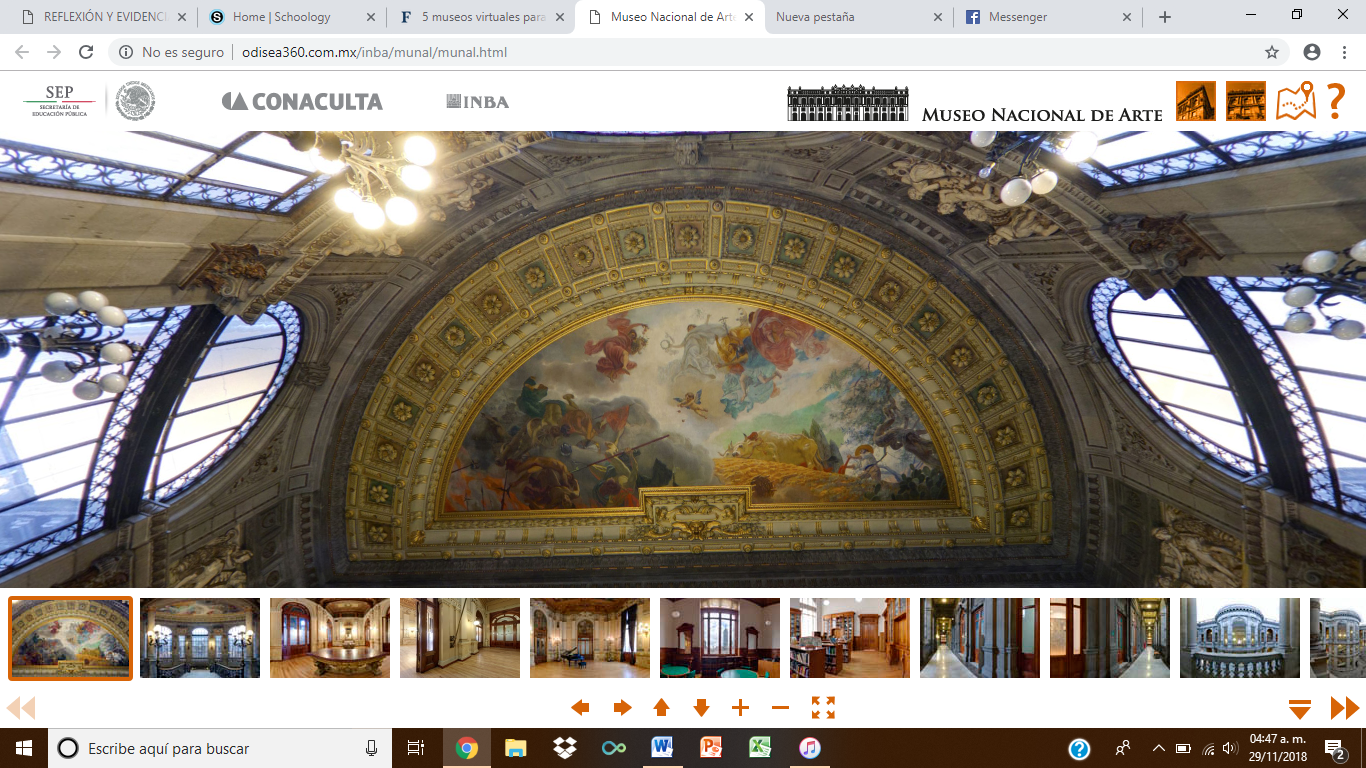 REFLEXIÓN Y EVIDENCI
Home | Schoology
5 museos virtuales para
Museo Nacional de Art
Nueva pestaña
Messenger
No es seguro
odisea360.com.mx/inba/munal/munal.html
SEP
SECRETARÍA DE
EDUCACIÓN PÚBLICA
CONACULTA
INBA
MUSEO NACIONAL DE ARTE
?
Escribe aquí para buscar
04:47 a. m.
29/11/2018
2